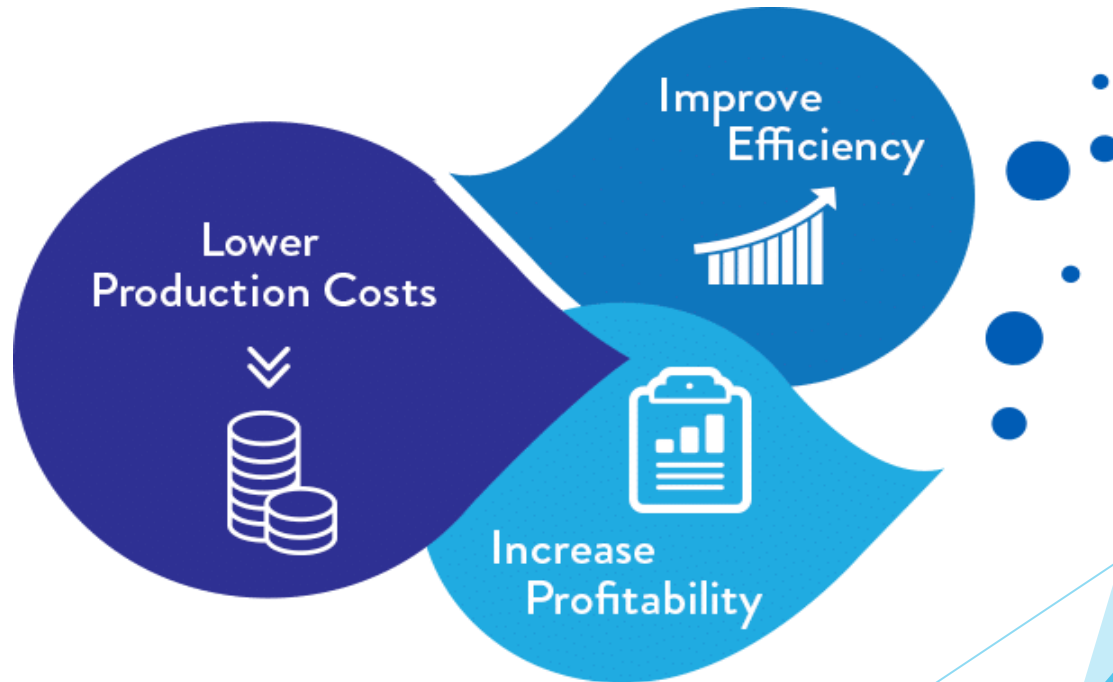 Lower
Production Costs
Improve
Efficiency
Increase
Profitability